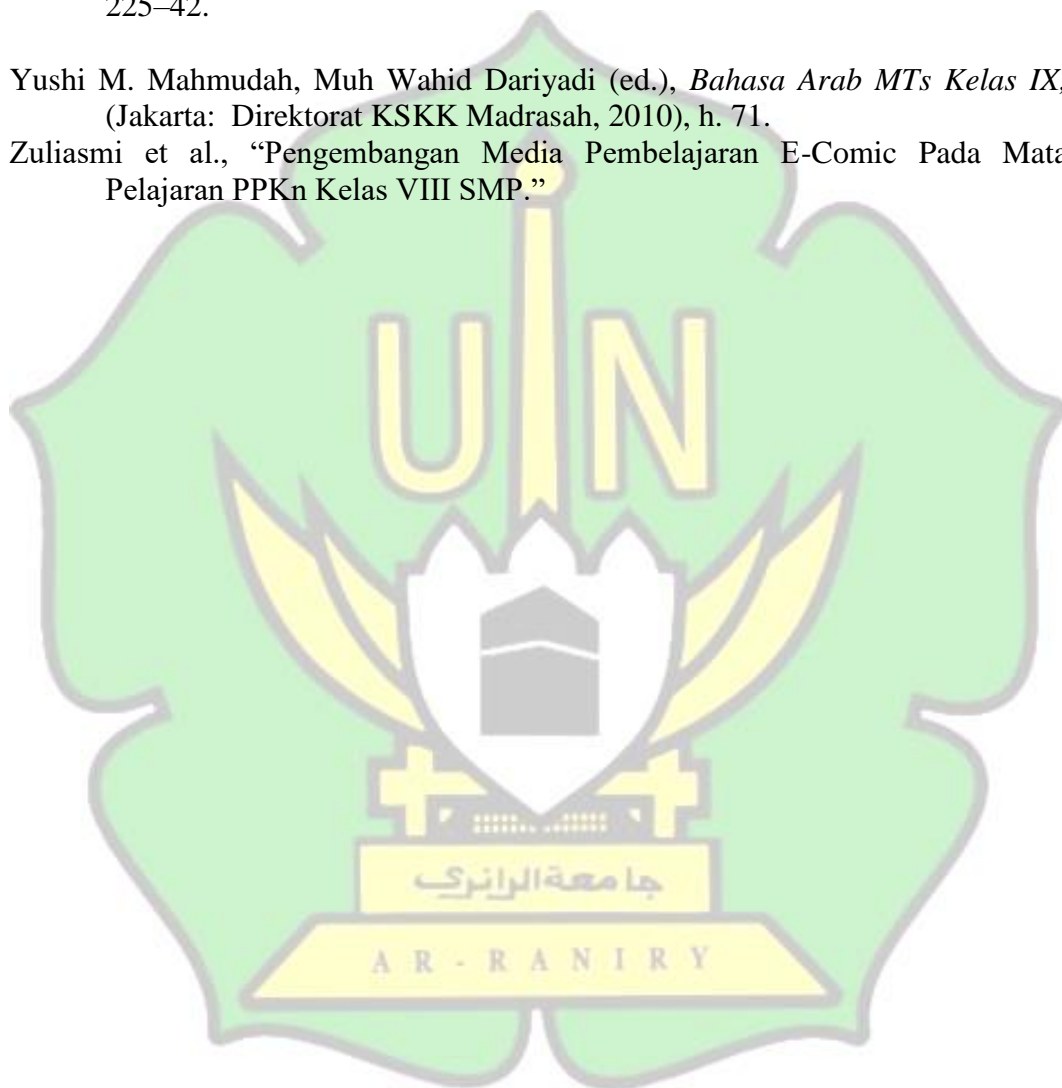 225–42.
Yushi M. Mahmudah, Muh Wahid Dariyadi (ed.), Bahasa Arab MTs Kelas IX,
(Jakarta: Direktorat KSKK Madrasah, 2010), h. 71.
Zuliasmi et al., “Pengembangan Media Pembelajaran E-Comic Pada Mata
Pelajaran PPKn Kelas VIII SMP.”
UIN
جامعة الرانري
AR-RANIRY